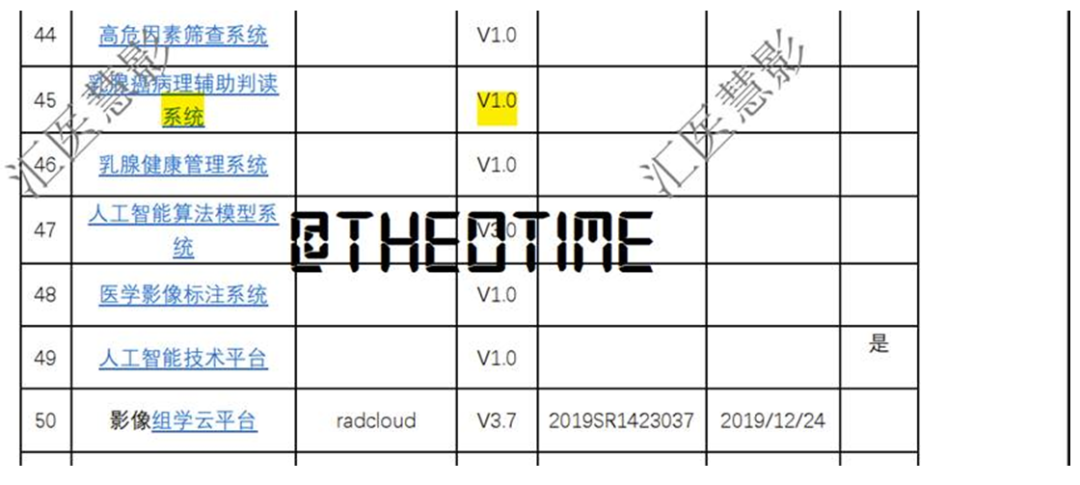 44 高危因素筛查系统 V1.0
45 乳腺癌病理辅助判读 V1.0
系统
46 乳腺健康管理系统 V1.0
47 人工智能算法模型系 V3.0
统
48 医学影像标注系统 V1.0
49 人工智能技术平台 V1.0 是
50 影像组学云平台 radcloud V3.7 2019SR1423037 2019/12/24
汇医慧影
汇医慧影
@THEOTIME